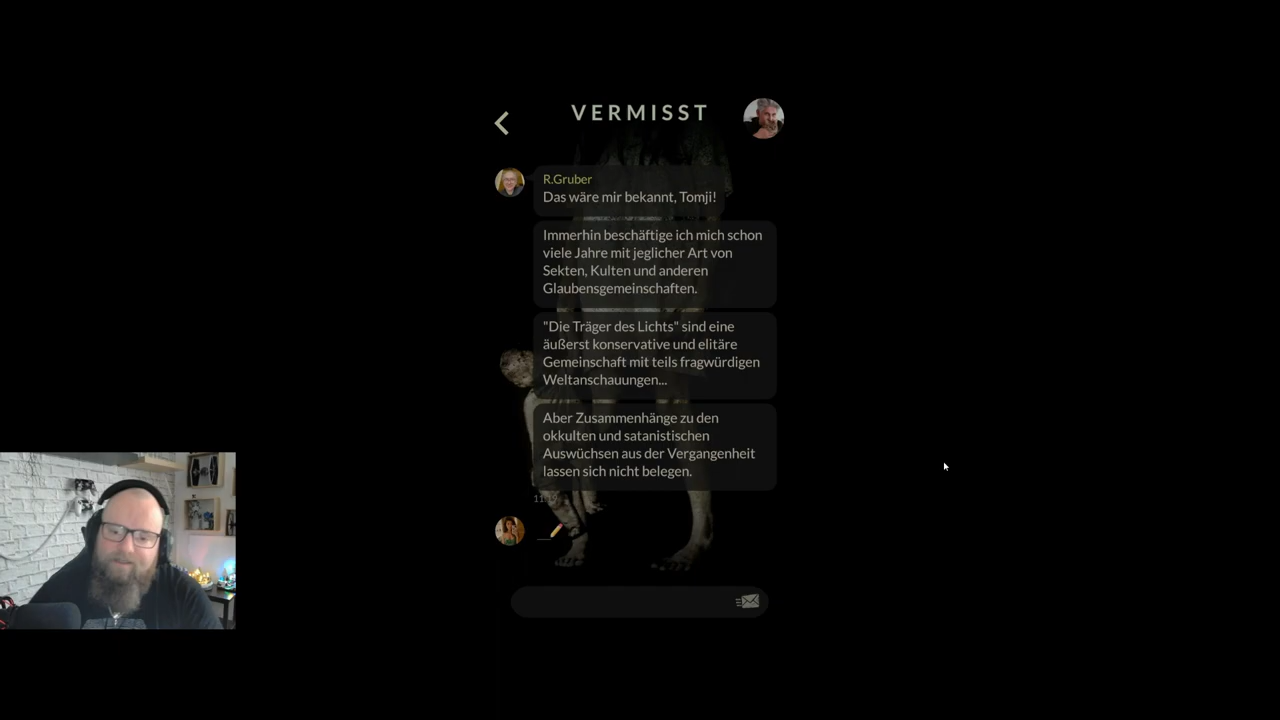 VERMISST
R.Gruber
Das wäre mir bekannt, Tomji!
Immerhin beschäftige ich mich schon
viele Jahre mit jeglicher Art von
Sekten, Kulten und anderen
Glaubensgemeinschaften.
"Die Träger des Lichts" sind eine
äußerst konservative und elitäre
Gemeinschaft mit teils fragwürdigen
Weltanschauungen...
Aber Zusammenhänge zu den
okkulten und satanistischen
Auswüchsen aus der Vergangenheit
lassen sich nicht belegen.